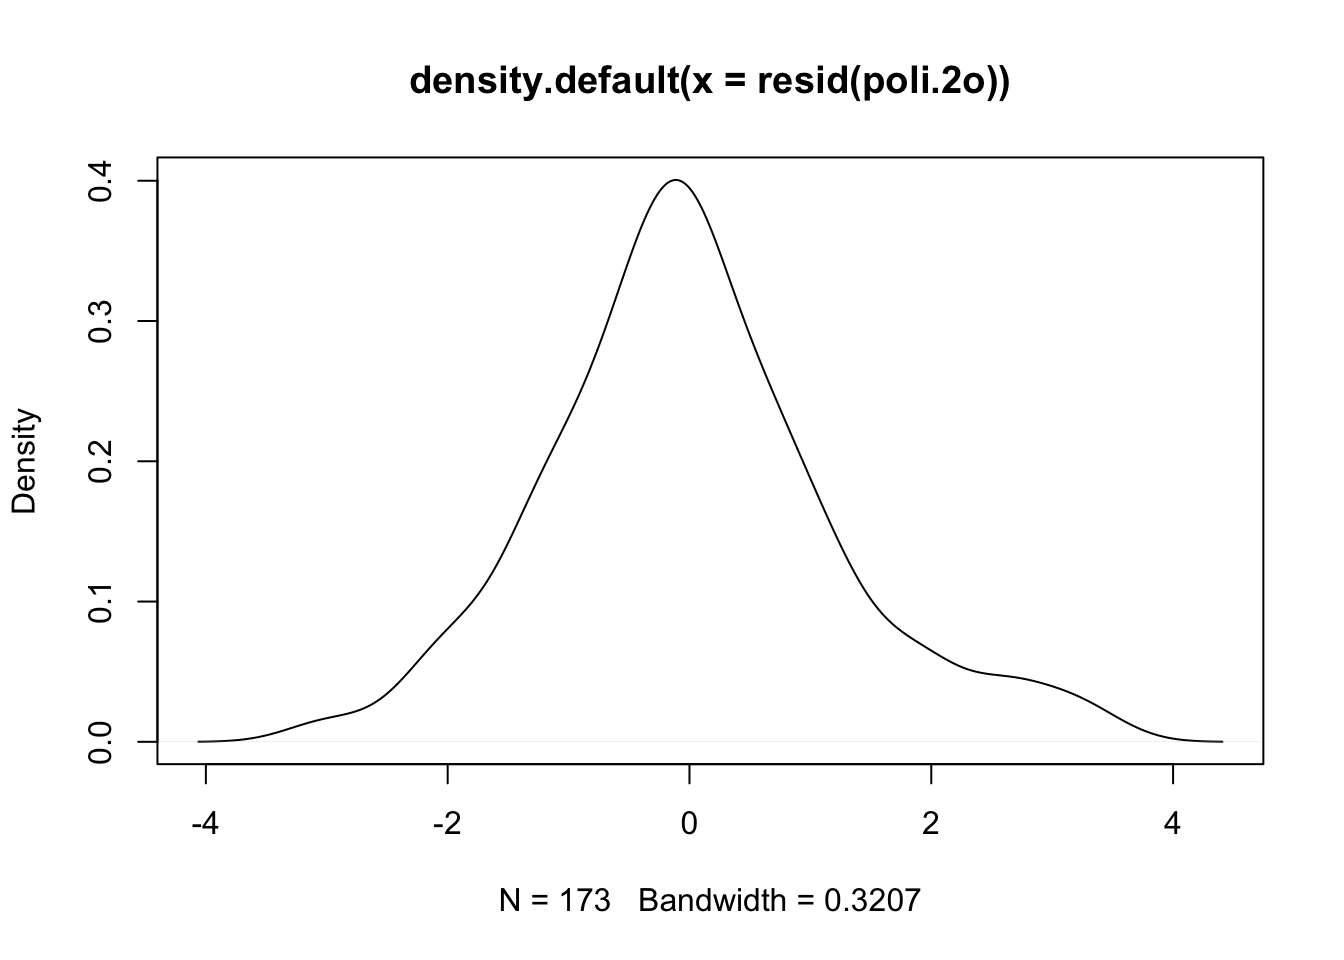 density.default(x = resid(poli.2o))
Density
0.4
0.3
0.2
0.1
0.0
-4 -2 0 2 4
N = 173   Bandwidth = 0.3207